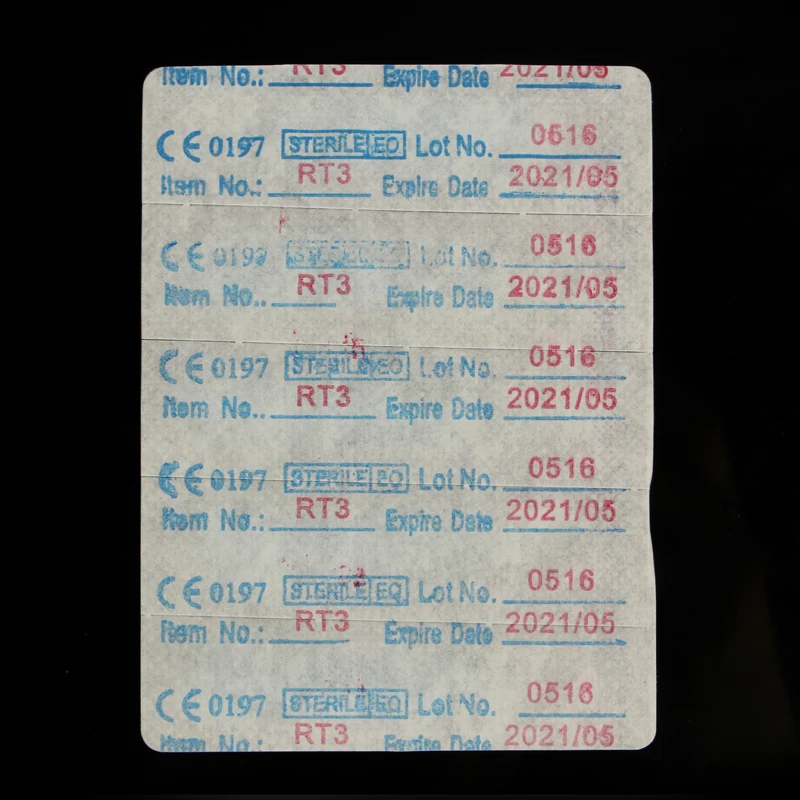 Item No.: RT3 Expire Date 2021/05
CE 0197 STERILE EO Lot No. 0516
Item No.: RT3 Expire Date 2021/05
CE 0197 STERILE EO Lot No. 0516
Item No.. RT3 Expire Date 2021/05
CE 0197 STERILE EO Lot No. 0516
Item No.. RT3 Expire Date 2021/05
CE 0197 STERILE EO Lot No. 0516
Item No.: RT3 Expire Date 2021/05
CE 0197 STERILE EO Lot No. 0516
Item No.: RT3 Expire Date 2021/05
CE 0197 STERILE EO Lot No. 0516
Item No.: RT3 Expire Date 2021/05